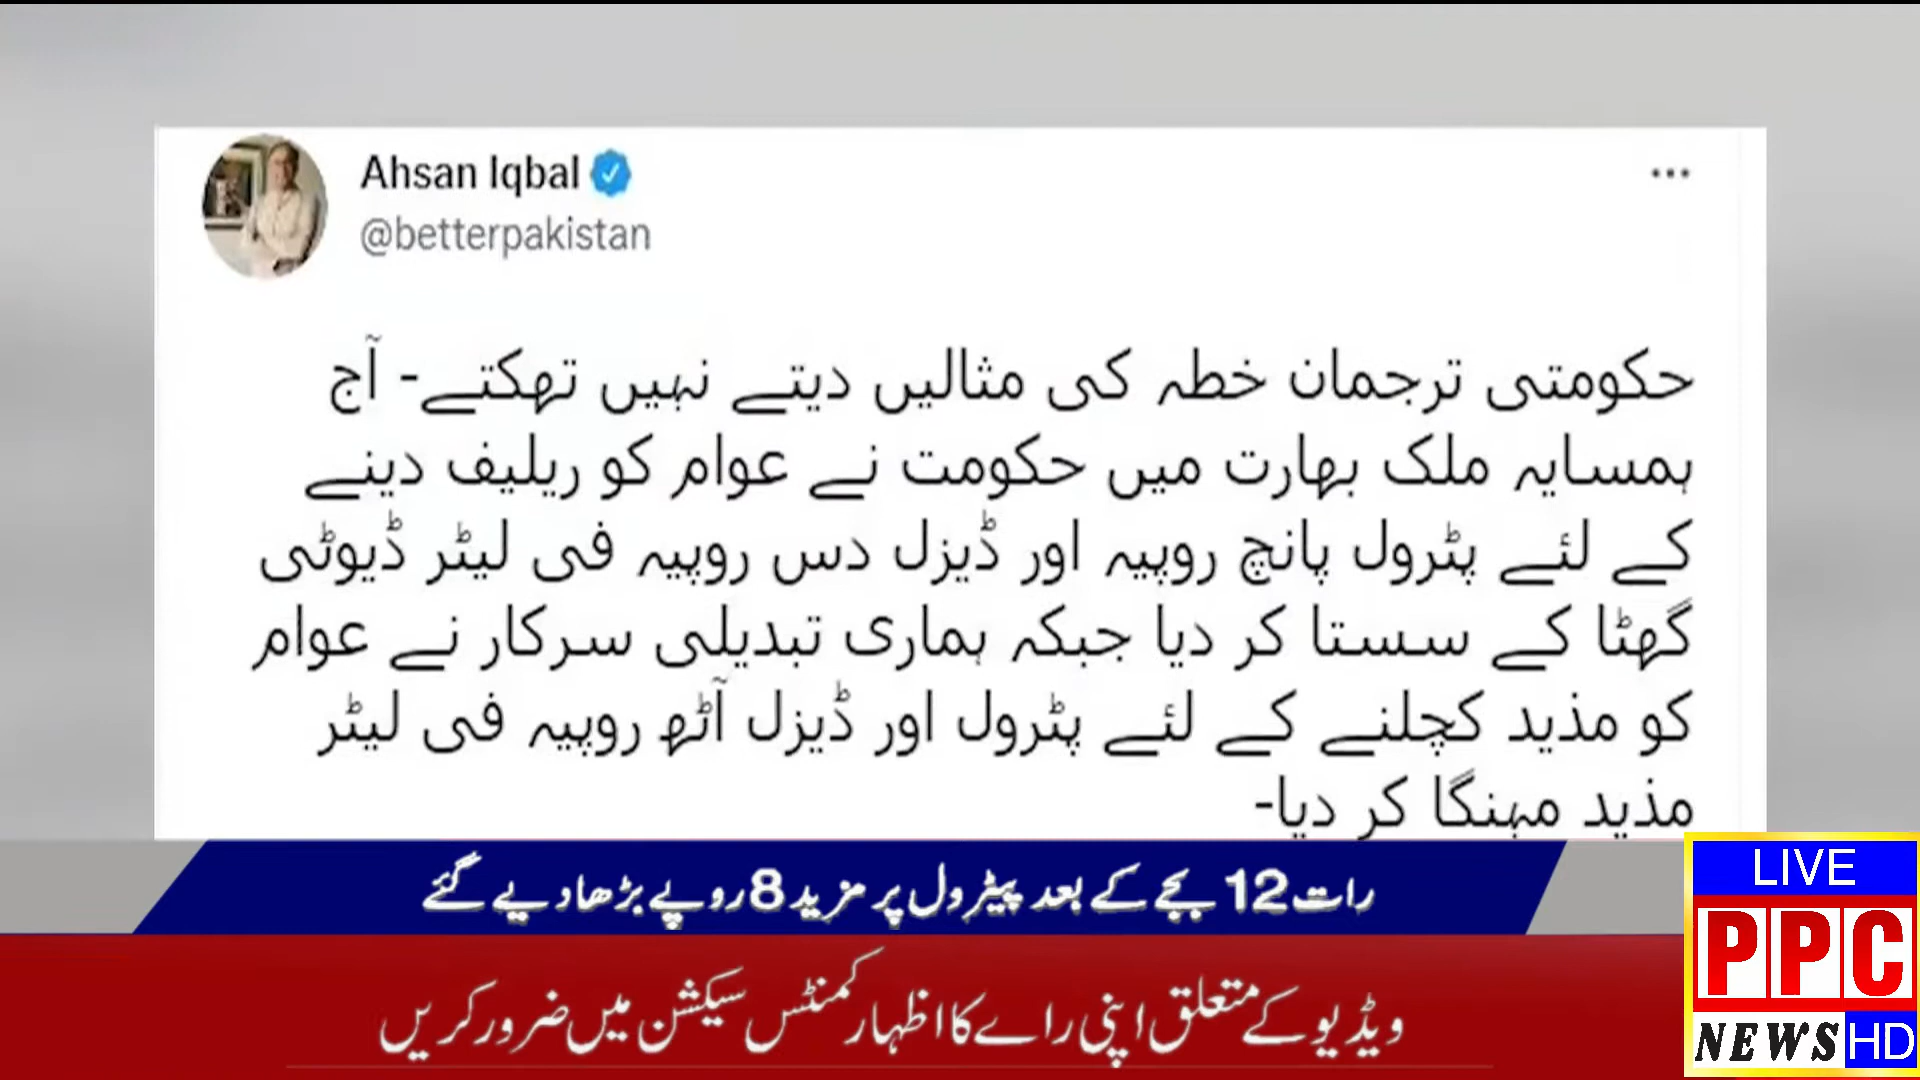 Ahsan Iqbal
...
@betterpakistan
حکومتی ترجمان خطہ کی مثالیں دیتے نہیں تھکتے- آج
ہمسایہ ملک بھارت میں حکومت نے عوام کو ریلیف دینے
کے لئے پٹرول پانچ روپیہ اور ڈیزل دس روپیہ فی لیٹر ڈیوٹی
گھٹا کے سستا کر دیا جبکہ ہماری تبدیلی سرکار نے عوام
کو مذید کچلنے کے لئے پٹرول اور ڈیزل آٹھ روپیہ فی لیٹر
مذید مہنگا کر دیا-
رات 12 بجے کے بعد پیٹرول پر مزید 8 روپے بڑھا دیے گئے
ویڈیو کے متعلق اپنی رائے کا اظہار کمنٹس سیکشن میں ضرور کریں
LIVE
PPC
NEWS HD